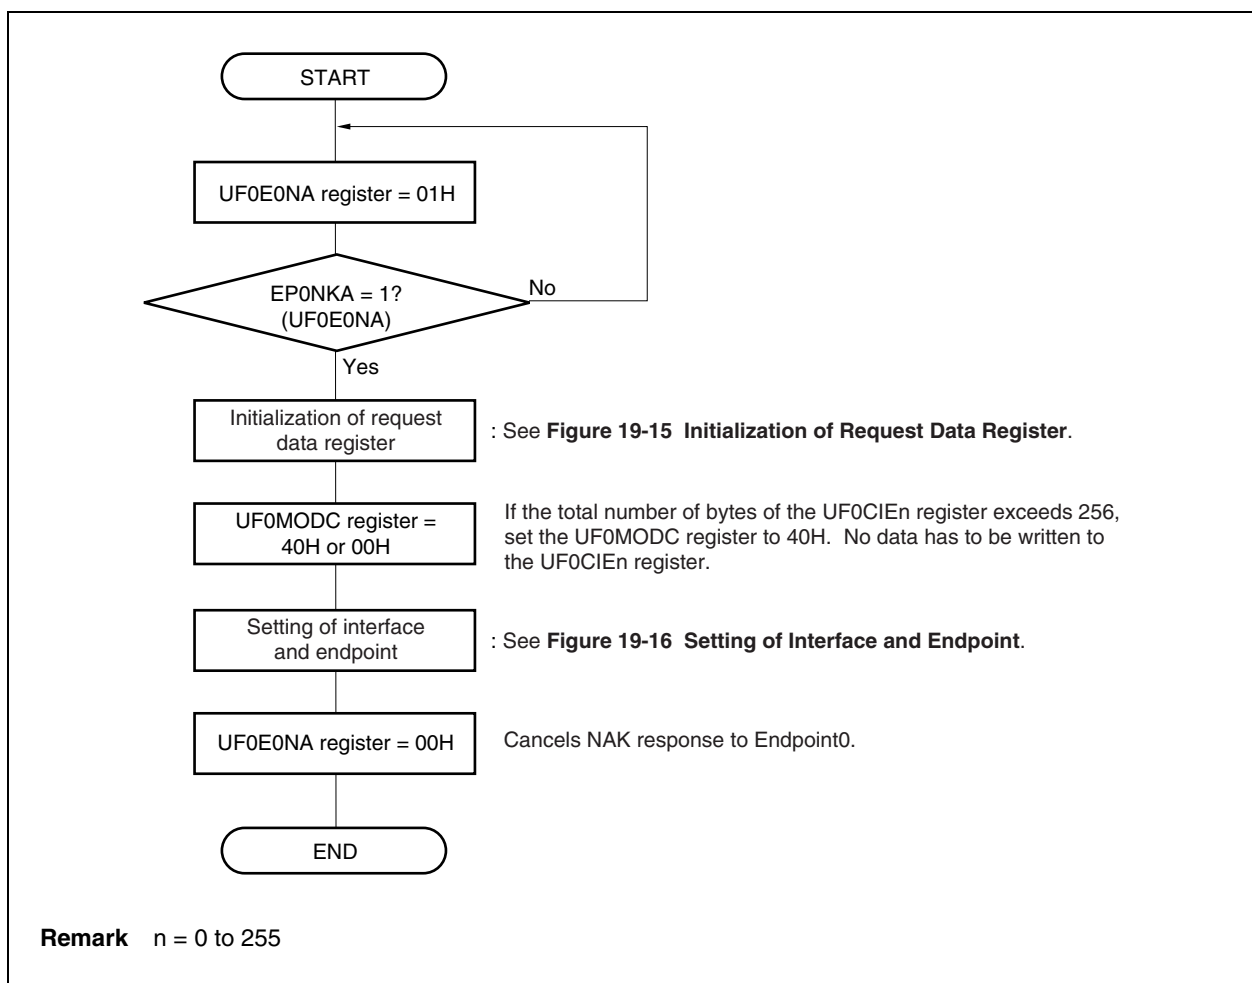 START
UF0E0NA register = 01H
EP0NKA = 1?
(UF0E0NA)
No
Yes
Initialization of request
data register
: See Figure 19-15  Initialization of Request Data Register.
UF0MODC register =
40H or 00H
If the total number of bytes of the UF0CIEn register exceeds 256,
set the UF0MODC register to 40H.  No data has to be written to
the UF0CIEn register.
Setting of interface
and endpoint
: See Figure 19-16  Setting of Interface and Endpoint.
UF0E0NA register = 00H
Cancels NAK response to Endpoint0.
END
Remark  n = 0 to 255